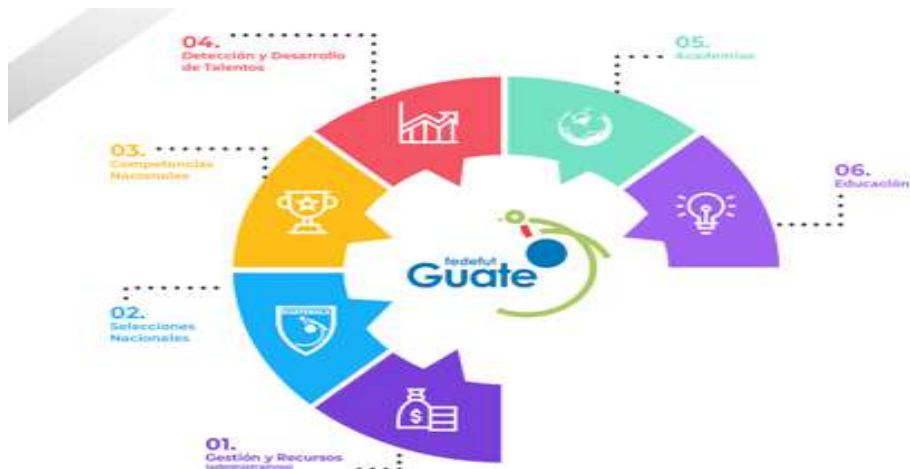 04.
Detección y Desarrollo
de Talentos
05.
Academias
03.
Competencias
Nacionales
06.
Educación
fedefut
Guate
02.
Selecciones
Nacionales
GUATEMALA
$
01.
Gestión y Recursos